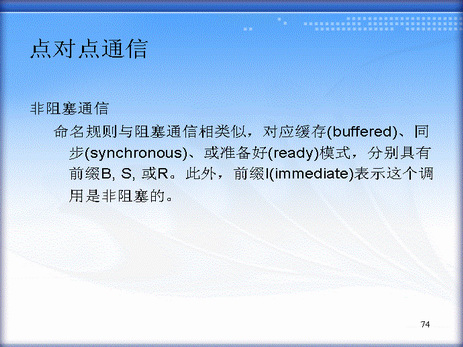 点对点通信
非阻塞通信
命名规则与阻塞通信相类似，对应缓存(buffered)、同
步(synchronous)、或准备好(ready)模式，分别具有
前缀B, S, 或R。此外，前缀I(immediate)表示这个调
用是非阻塞的。
74